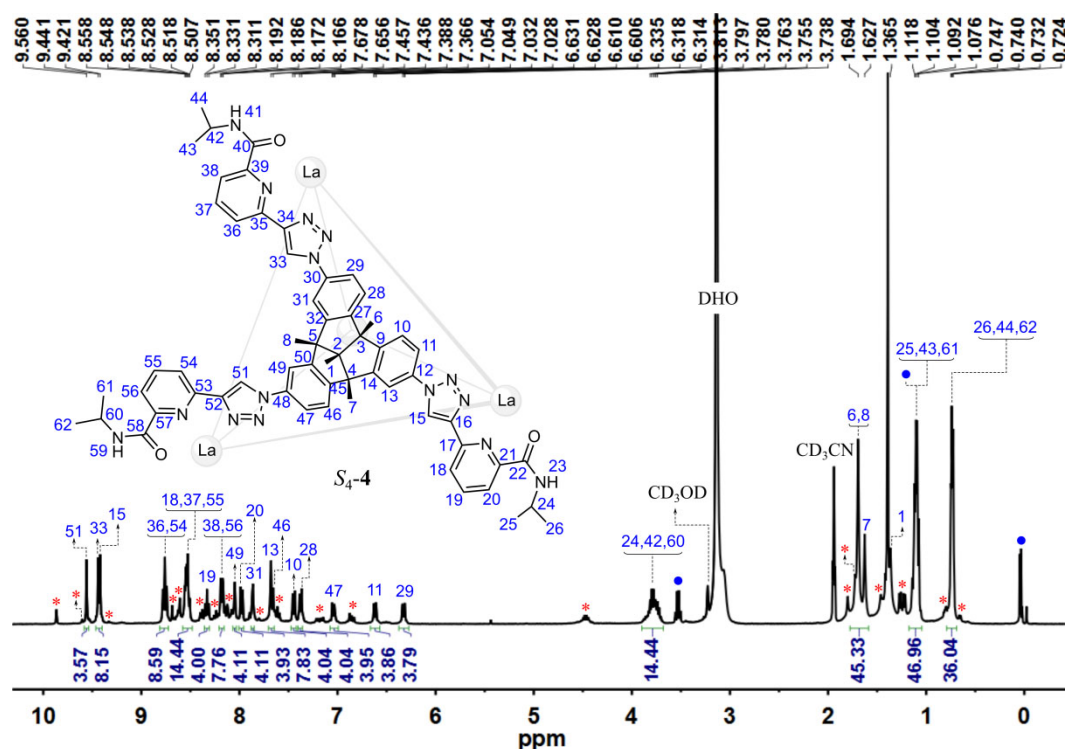 9.560 9.441 9.421 8.558 8.548 8.538 8.528 8.518 8.507 8.351 8.331 8.311 8.192 8.186 8.172 8.166 7.678 7.656 7.457 7.436 7.388 7.366 7.054 7.049 7.032 7.028 6.631 6.628 6.610 6.606 6.335 6.318 6.314 3.813 3.797 3.780 3.763 3.755 3.738 1.694 1.627 1.365 1.118 1.104 1.092 1.076 0.747 0.740 0.732 0.724
44 H
N 41
42
43 40 O
38 39 La
N
37 34 N
36 35 N
N
33
30 29
31 28
32 27 6
8 5 3 9 10
2 11
55 54 51 49 50 1 4 12
61 56 53 45 14 13 N N La
60 57 N 52 N N N 48 47 46 7 15 N 16
62 58 17 N 21 O
59 N H O La 18 22 23 NH
S4-4 19 20 24
25 26
DHO
26,44,62
25,43,61
6,8
CD3CN
CD3OD
24,42,60
7
1
18,37,55
15
33
51
36,54
38,56
20
46
19
49
31
13
10
28
47
11
29
3.57 8.15 8.59 14.44 4.00 7.76 4.11 4.11 3.93 7.83 4.04 4.04 3.95 3.86 3.79 14.44 45.33 46.96 36.04
10 9 8 7 6 5 4 3 2 1 0
ppm ppm